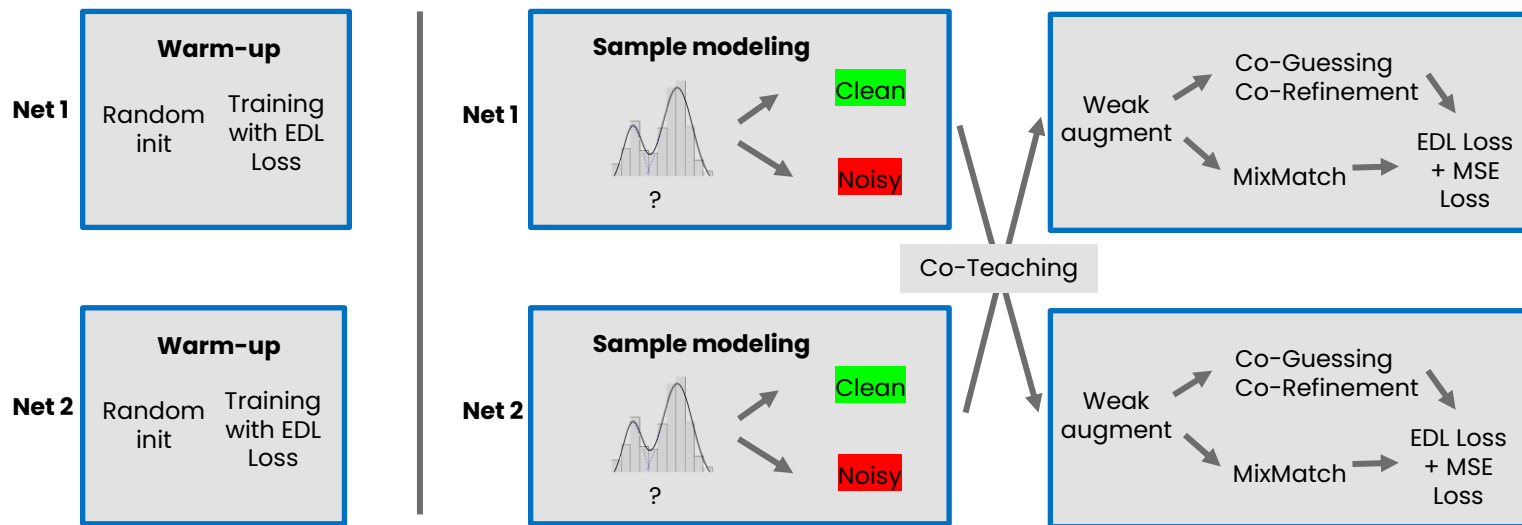 Net 1
Warm-up
Random
init
Training
with EDL
Loss
Net 1
Sample modeling
?
Clean
Noisy
Weak
augment
Co-Guessing
Co-Refinement
MixMatch
EDL Loss
+ MSE
Loss
Co-Teaching
Net 2
Warm-up
Random
init
Training
with EDL
Loss
Net 2
Sample modeling
?
Clean
Noisy
Weak
augment
Co-Guessing
Co-Refinement
MixMatch
EDL Loss
+ MSE
Loss